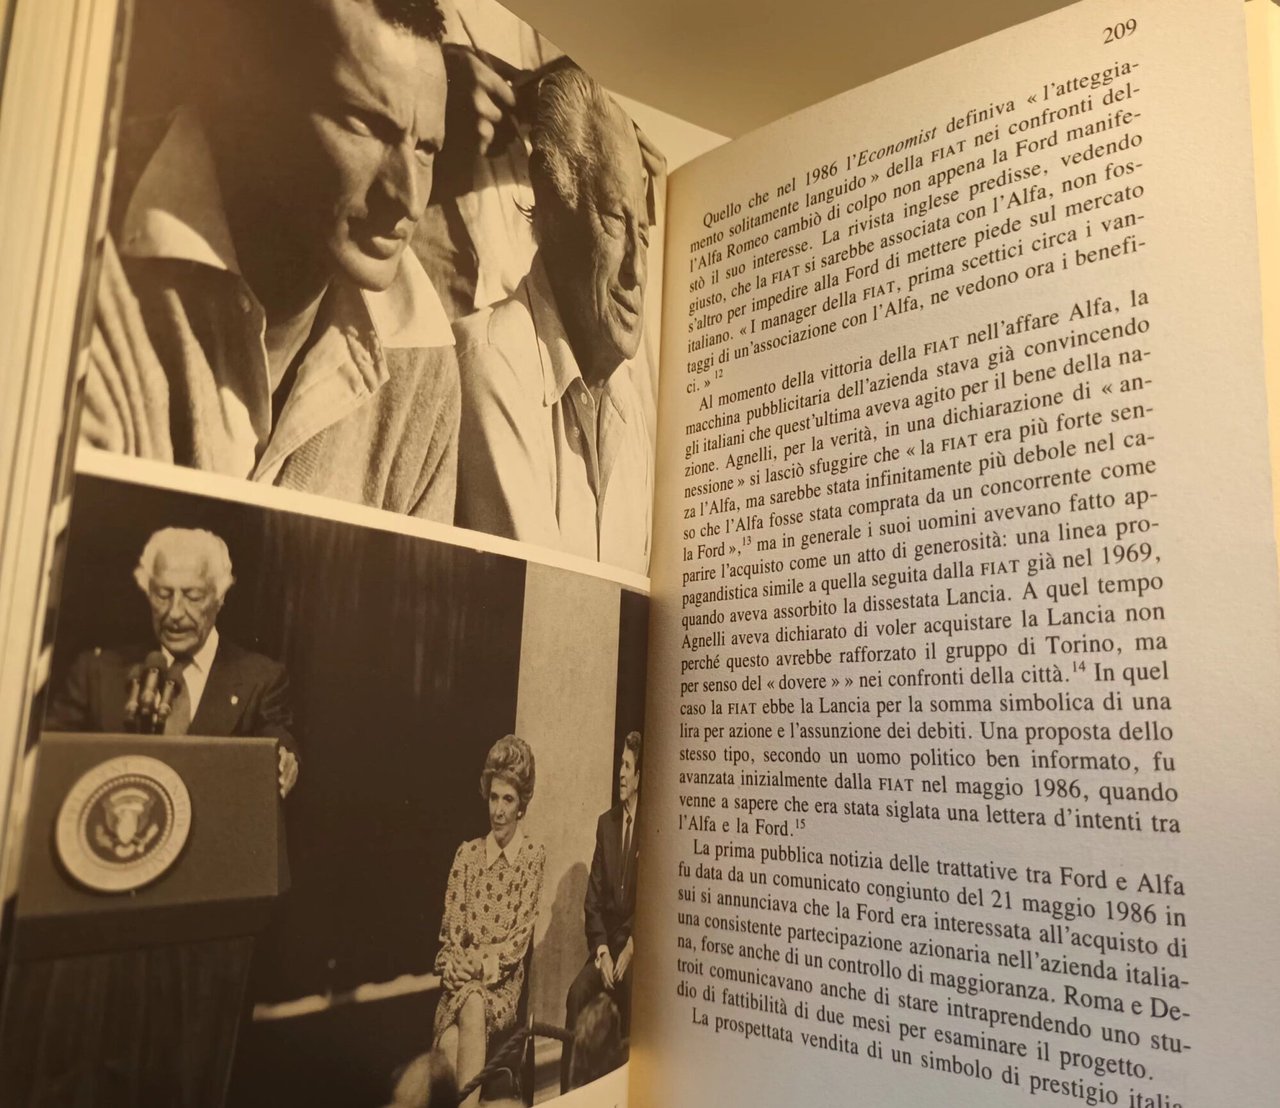 209
Quello che nel 1986 l'Economist definiva « l'atteggia-
mento solitamente languido » della FIAT nei confronti del-
l'Alfa Romeo cambiò di colpo non appena la Ford manife-
stò il suo interesse. La rivista inglese predisse, vedendo
giusto, che la FIAT si sarebbe associata con l'Alfa, non fos-
s'altro per impedire alla Ford di mettere piede sul mercato
italiano. « I manager della FIAT, prima scettici circa i van-
taggi di un'associazione con l'Alfa, ne vedono ora i benefi-
ci. » 12
Al momento della vittoria della FIAT nell'affare Alfa, la
macchina pubblicitaria dell'azienda stava già convincendo
gli italiani che quest'ultima aveva agito per il bene della na-
zione. Agnelli, per la verità, in una dichiarazione di « an-
nessione » si lasciò sfuggire che « la FIAT era più forte sen-
za l'Alfa, ma sarebbe stata infinitamente più debole nel ca-
so che l'Alfa fosse stata comprata da un concorrente come
la Ford »,13 ma in generale i suoi uomini avevano fatto ap-
parire l'acquisto come un atto di generosità: una linea pro-
pagandistica simile a quella seguita dalla FIAT già nel 1969,
quando aveva assorbito la dissestata Lancia. A quel tempo
Agnelli aveva dichiarato di voler acquistare la Lancia non
perché questo avrebbe rafforzato il gruppo di Torino, ma
per senso del « dovere » » nei confronti della città.14 In quel
caso la FIAT ebbe la Lancia per la somma simbolica di una
lira per azione e l'assunzione dei debiti. Una proposta dello
stesso tipo, secondo un uomo politico ben informato, fu
avanzata inizialmente dalla FIAT nel maggio 1986, quando
venne a sapere che era stata siglata una lettera d'intenti tra
l'Alfa e la Ford.15
La prima pubblica notizia delle trattative tra Ford e Alfa
fu data da un comunicato congiunto del 21 maggio 1986 in
sui si annunciava che la Ford era interessata all'acquisto di
una consistente partecipazione azionaria nell'azienda italia-
na, forse anche di un controllo di maggioranza. Roma e De-
troit comunicavano anche di stare intraprendendo uno stu-
dio di fattibilità di due mesi per esaminare il progetto.
La prospettata vendita di un simbolo di prestigio italia-